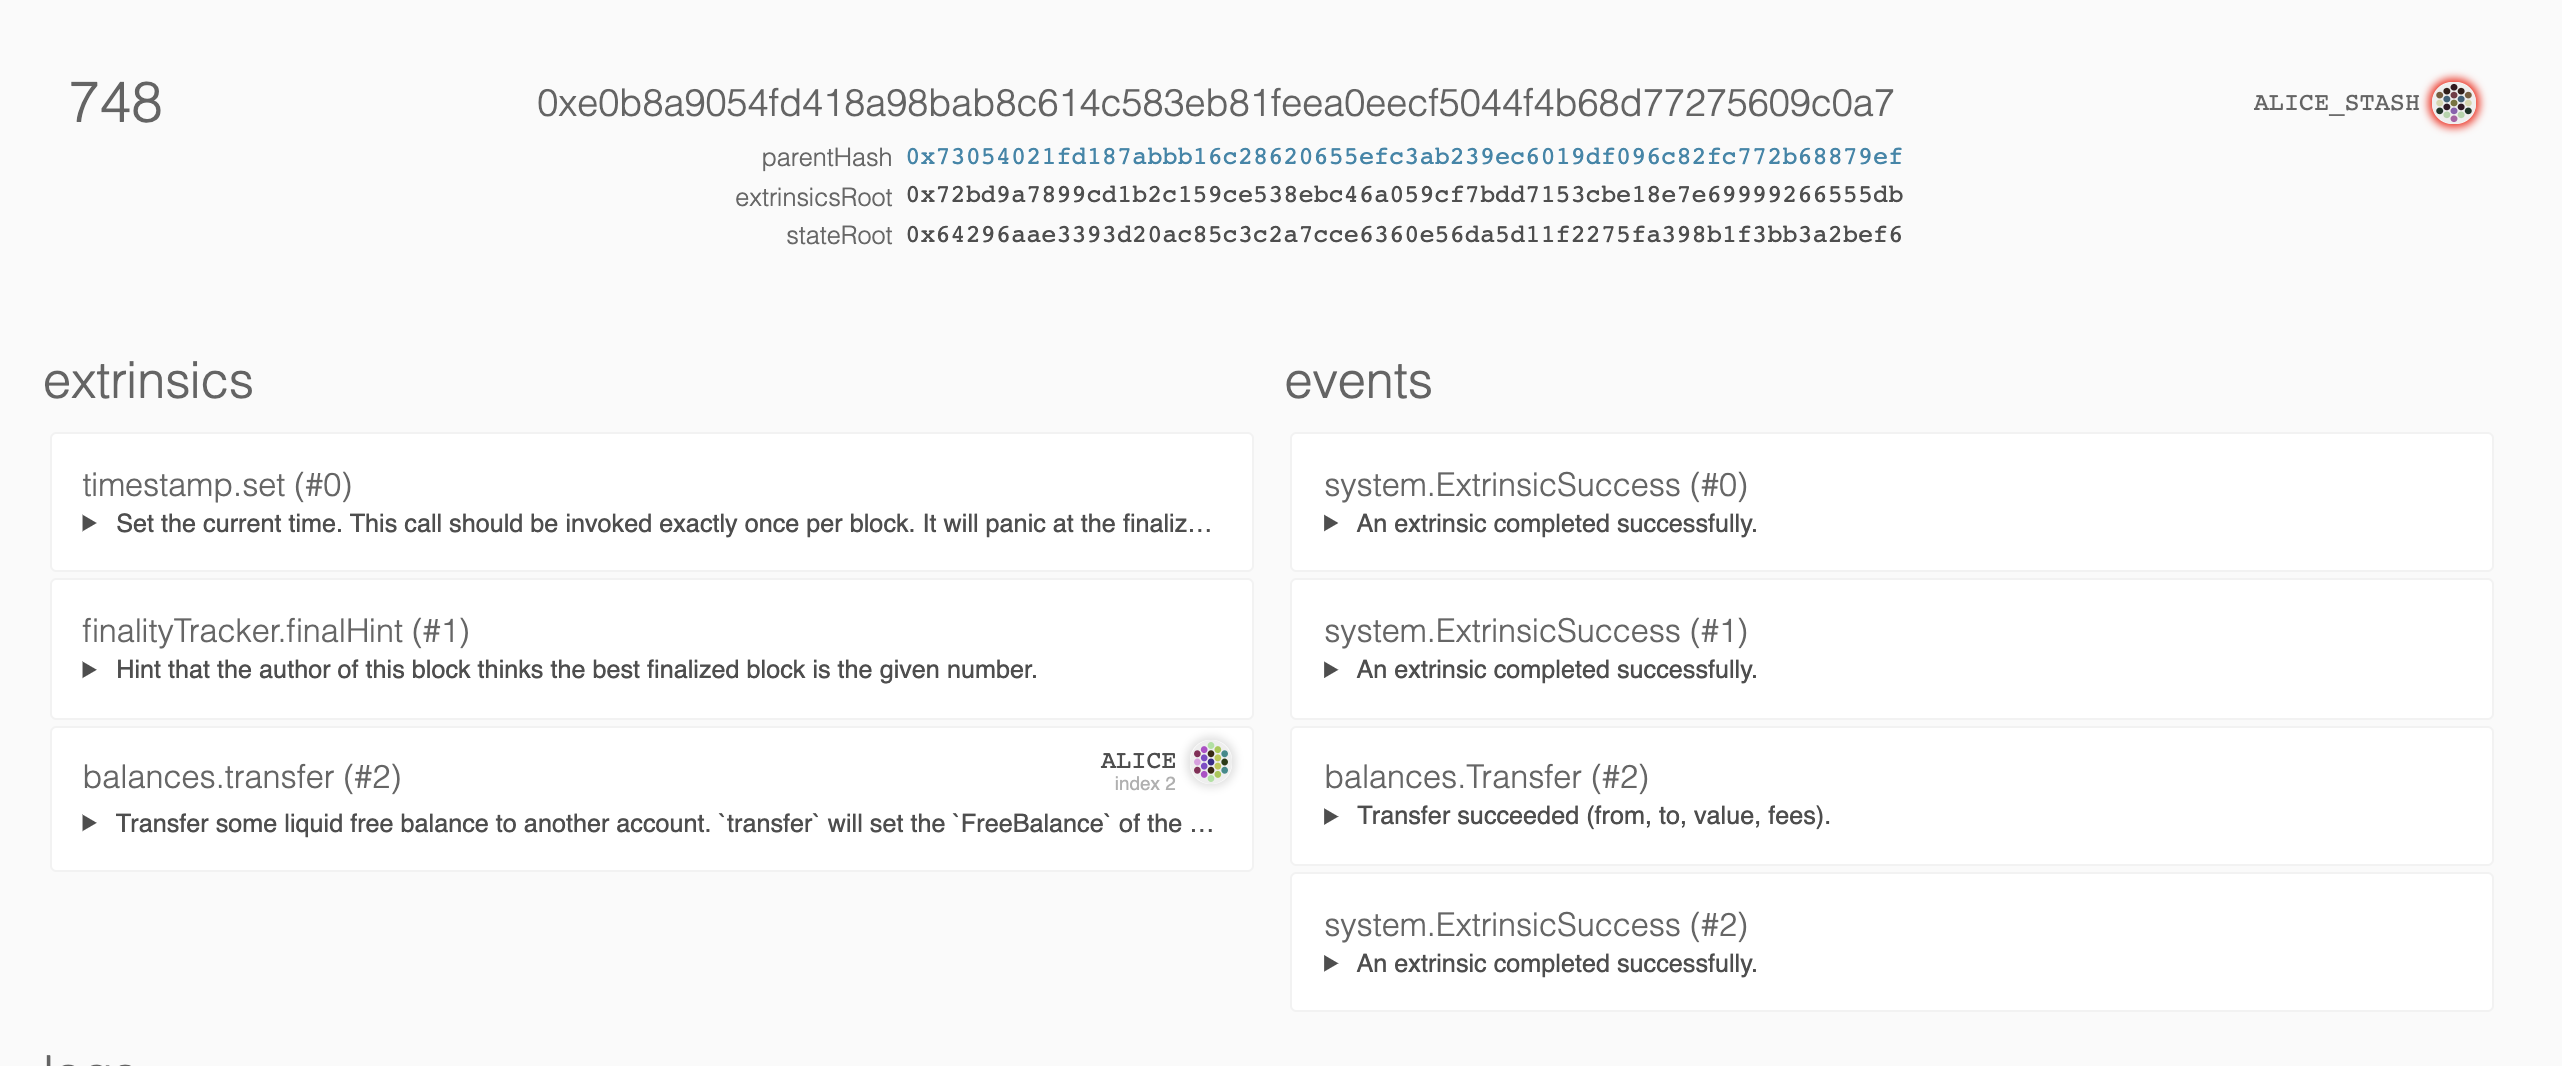 748
0xe0b8a9054fd418a98bab8c614c583eb81feea0eecf5044f4b68d77275609c0a7
ALICE_STASH
parentHash 0x73054021fd187abbb16c28620655efc3ab239ec6019df096c82fc772b68879ef
extrinsicsRoot 0x72bd9a7899cd1b2c159ce538ebc46a059cf7bdd7153cbe18e7e69999266555db
stateRoot 0x64296aae3393d20ac85c3c2a7cce6360e56da5d11f2275fa398b1f3bb3a2bef6
extrinsics
timestamp.set (#0)
Set the current time. This call should be invoked exactly once per block. It will panic at the finaliz…
finalityTracker.finalHint (#1)
Hint that the author of this block thinks the best finalized block is the given number.
balances.transfer (#2)
ALICE
index 2
Transfer some liquid free balance to another account. `transfer` will set the `FreeBalance` of the …
events
system.ExtrinsicSuccess (#0)
An extrinsic completed successfully.
system.ExtrinsicSuccess (#1)
An extrinsic completed successfully.
balances.Transfer (#2)
Transfer succeeded (from, to, value, fees).
system.ExtrinsicSuccess (#2)
An extrinsic completed successfully.